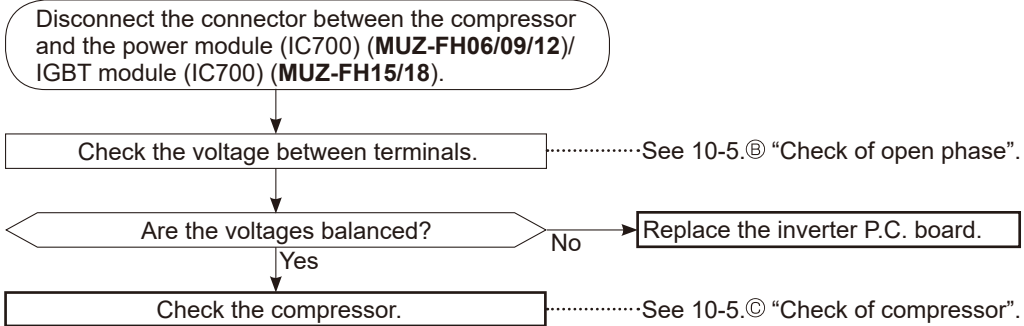 Disconnect the connector between the compressor
and the power module (IC700) (MUZ-FH06/09/12)/
IGBT module (IC700) (MUZ-FH15/18).
Check the voltage between terminals.
See 10-5.Ⓑ “Check of open phase”.
Are the voltages balanced?
No
Replace the inverter P.C. board.
Yes
Check the compressor.
See 10-5.Ⓒ “Check of compressor”.